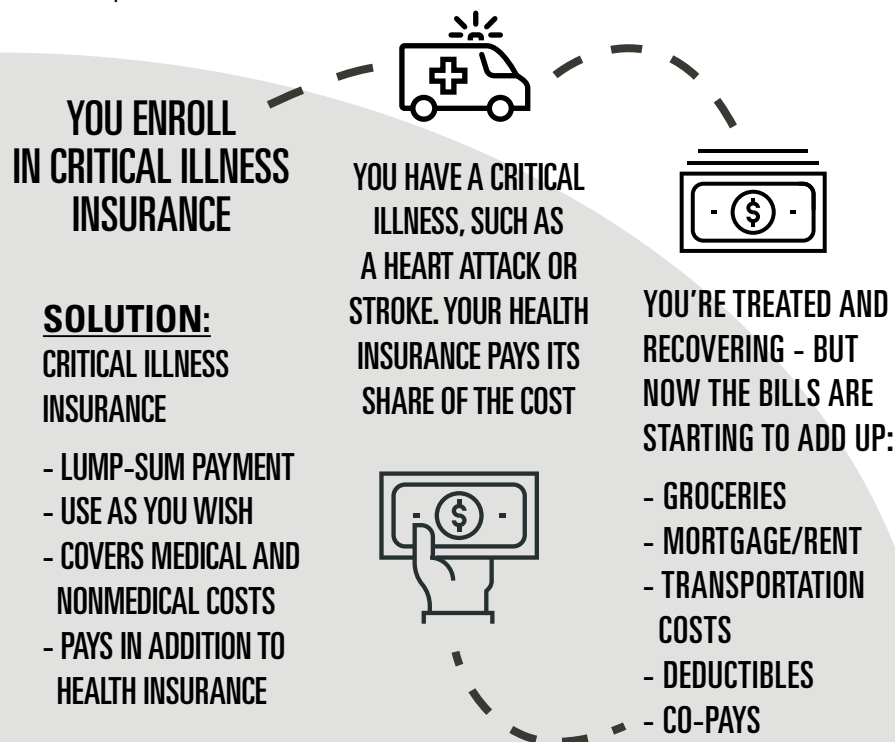 YOU ENROLL
IN CRITICAL ILLNESS
INSURANCE
YOU HAVE A CRITICAL
ILLNESS, SUCH AS
A HEART ATTACK OR
STROKE. YOUR HEALTH
INSURANCE PAYS ITS
SHARE OF THE COST
$
YOU'RE TREATED AND
RECOVERING - BUT
NOW THE BILLS ARE
STARTING TO ADD UP:
- GROCERIES
- MORTGAGE/RENT
- TRANSPORTATION
COSTS
- DEDUCTIBLES
- CO-PAYS
$
SOLUTION:
CRITICAL ILLNESS
INSURANCE
- LUMP-SUM PAYMENT
- USE AS YOU WISH
- COVERS MEDICAL AND
NONMEDICAL COSTS
- PAYS IN ADDITION TO
HEALTH INSURANCE